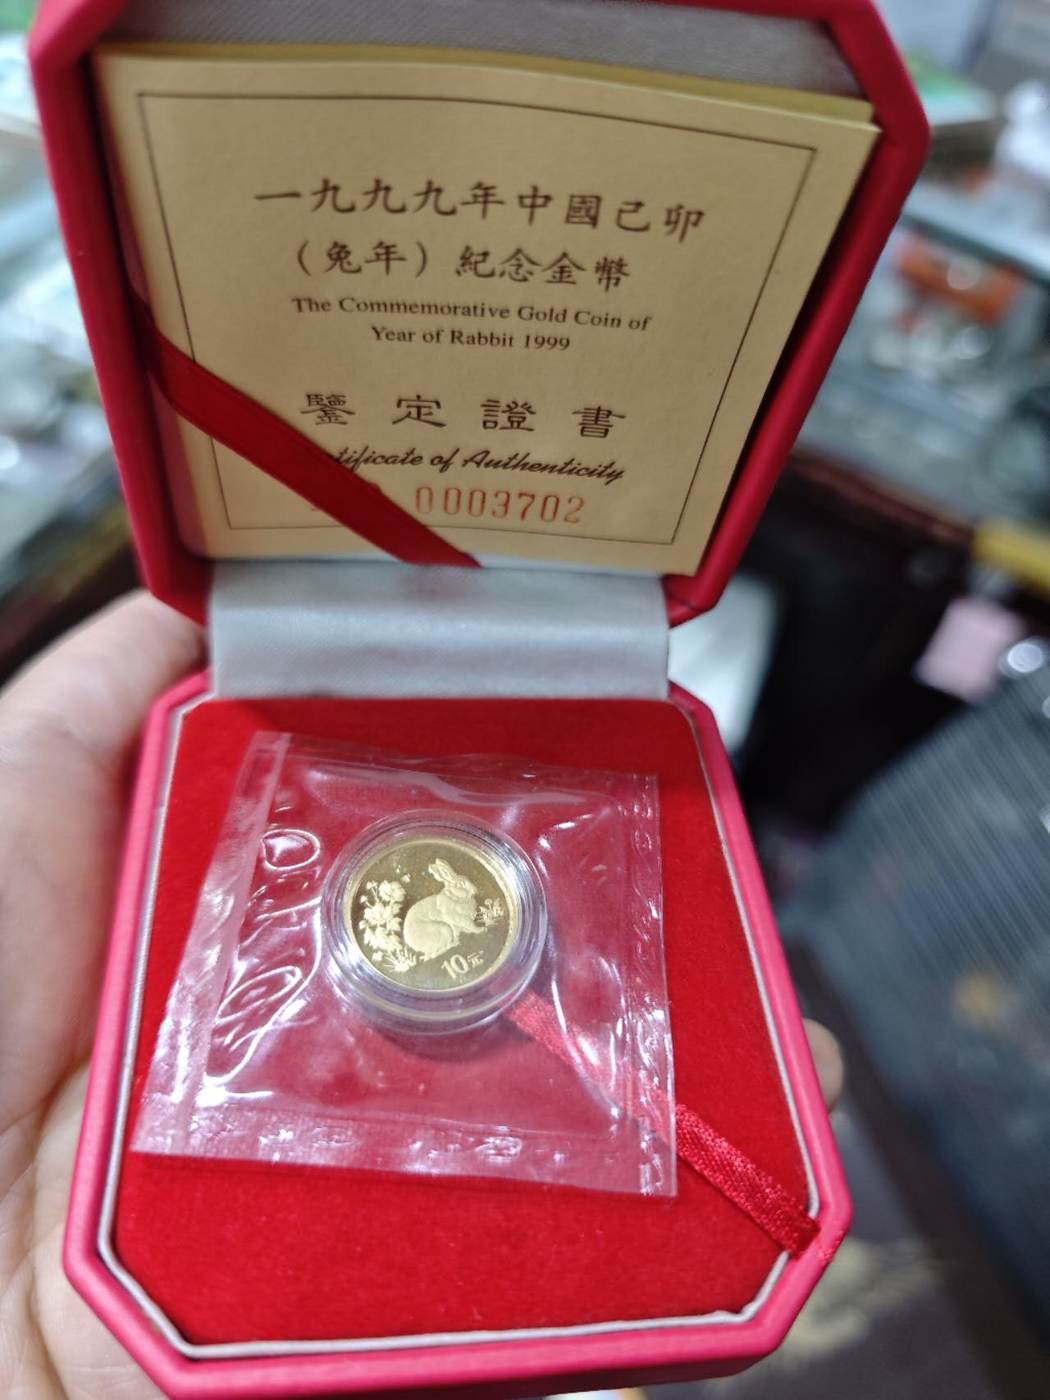 一九九九年中國己卯
（兔年）紀念金幣
The Commemorative Gold Coin of
Year of Rabbit 1999
鑒定證書
of Authenticity
0003702
10元